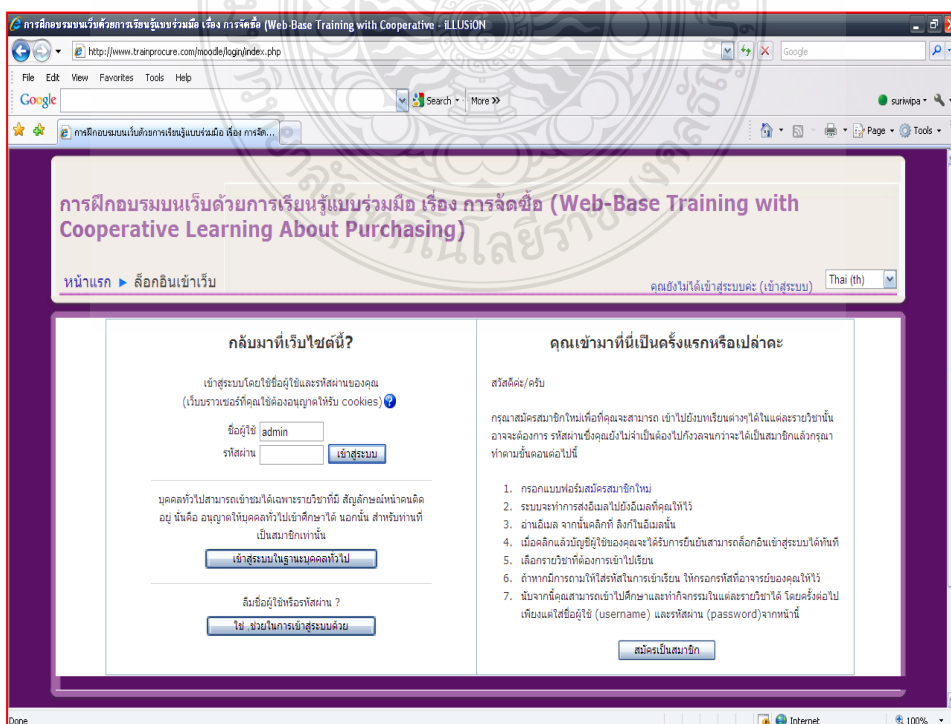 การฝึกอบรมบนเว็บด้วยการเรียนรู้แบบร่วมมือ เรื่อง การจัดซื้อ (Web-Base Training with Cooperative - iLLUSiON
http://www.trainprocure.com/moodle/login/index.php
Google
File Edit View Favorites Tools Help
Google Search More »
suriwipa
การฝึกอบรมบนเว็บด้วยการเรียนรู้แบบร่วมมือ เรื่อง การจัด...
Page Tools
การฝึกอบรมบนเว็บด้วยการเรียนรู้แบบร่วมมือ เรื่อง การจัดซื้อ (Web-Base Training with
Cooperative Learning About Purchasing)
หน้าแรก ► ล็อกอินเข้าเว็บ
คุณยังไม่ได้เข้าสู่ระบบค่ะ (เข้าสู่ระบบ)
Thai (th)
กลับมาที่เว็บไซต์นี้?
เข้าสู่ระบบโดยใช้ชื่อผู้ใช้และรหัสผ่านของคุณ
(เว็บบราวเซอร์ที่คุณใช้ต้องอนุญาตให้รับ cookies) ?
ชื่อผู้ใช้ admin
รหัสผ่าน เข้าสู่ระบบ
บุคคลทั่วไปสามารถเข้าชมได้เฉพาะรายวิชาที่มี สัญลักษณ์หน้าคนติด
อยู่ นั่นคือ อนุญาตให้บุคคลทั่วไปเข้าศึกษาได้ นอกนั้น สำหรับท่านที่
เป็นสมาชิกเท่านั้น
เข้าสู่ระบบในฐานะบุคคลทั่วไป
ลืมชื่อผู้ใช้หรือรหัสผ่าน ?
ใช่ ,ช่วยในการเข้าสู่ระบบด้วย
คุณเข้ามาที่นี่เป็นครั้งแรกหรือเปล่าคะ
สวัสดีค่ะ/ครับ
กรุณาสมัครสมาชิกใหม่เพื่อที่คุณจะสามารถ เข้าไปยังบทเรียนต่างๆได้ในแต่ละรายวิชานั้น
อาจจะต้องการ รหัสผ่านซึ่งคุณยังไม่จำเป็นต้องไปกังวลจนกว่าจะได้เป็นสมาชิกแล้วกรุณา
ทำตามขั้นตอนต่อไปนี้
1. กรอกแบบฟอร์มสมัครสมาชิกใหม่
2. ระบบจะทำการส่งอีเมลไปยังอีเมลที่คุณให้ไว้
3. อ่านอีเมล จากนั้นคลิกที่ ลิงก์ในอีเมลนั้น
4. เมื่อคลิกแล้วบัญชีผู้ใช้ของคุณจะได้รับการยืนยันสามารถล็อกอินเข้าสู่ระบบได้ทันที
5. เลือกรายวิชาที่ต้องการเข้าไปเรียน
6. ถ้าหากมีการถามให้ใส่รหัสในการเข้าเรียน ให้กรอกรหัสที่อาจารย์ของคุณให้ไว้
7. นับจากนี้คุณสามารถเข้าไปศึกษาและทำกิจกรรมในแต่ละรายวิชาได้ โดยครั้งต่อไป
เพียงแต่ใส่ชื่อผู้ใช้ (username) และรหัสผ่าน (password)จากหน้านี้
สมัครเป็นสมาชิก
Done
Internet
100%